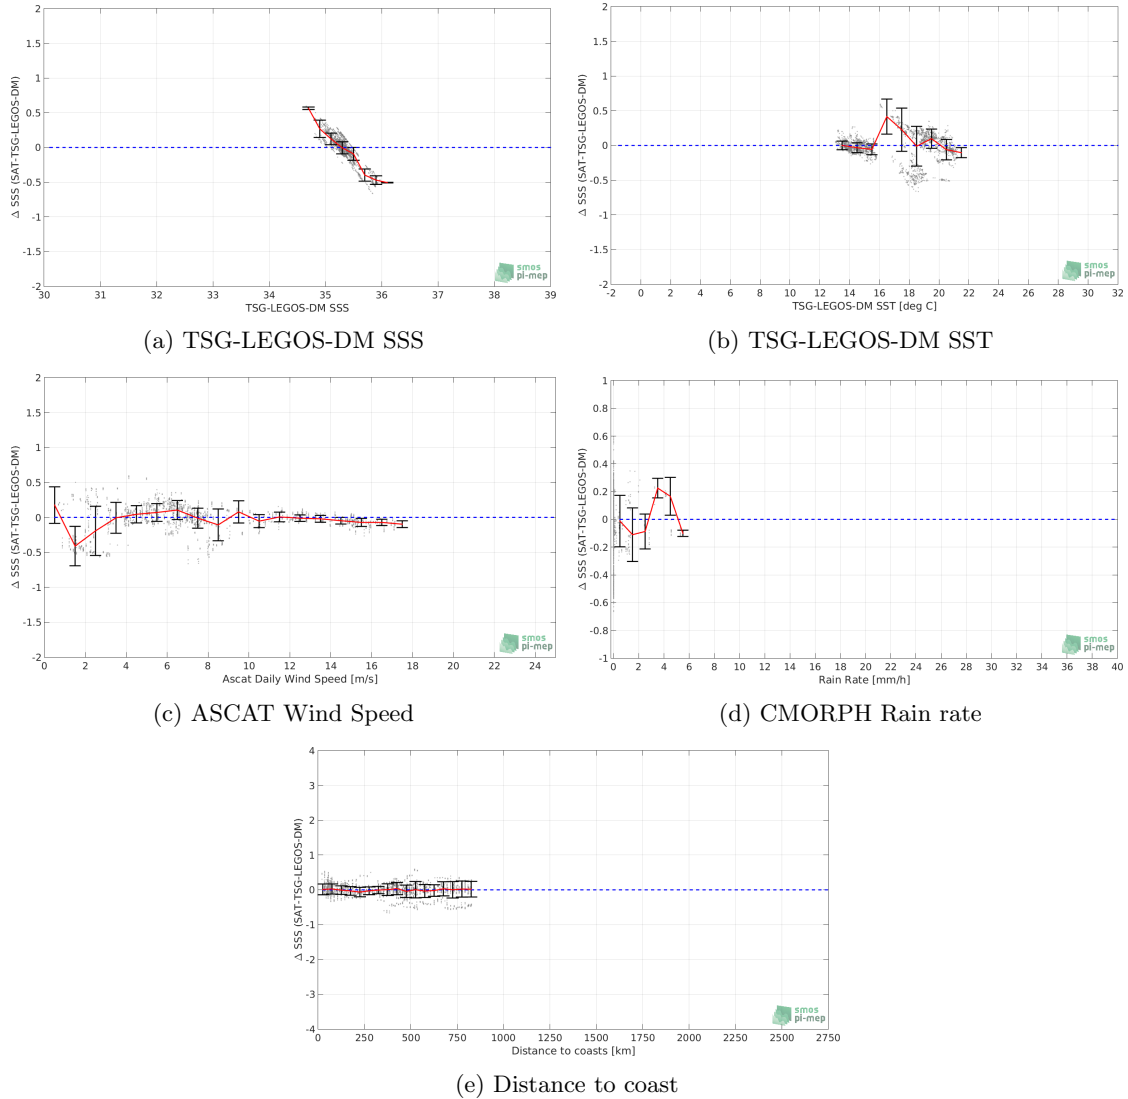 2
1.5
1
0.5
0
-0.5
-1
-1.5
-2
Δ SSS (SAT-TSG-LEGOS-DM)
30 31 32 33 34 35 36 37 38 39
TSG-LEGOS-DM SSS
smos
pi-mep
(a) TSG-LEGOS-DM SSS
2
1.5
1
0.5
0
-0.5
-1
-1.5
-2
Δ SSS (SAT-TSG-LEGOS-DM)
-2 0 2 4 6 8 10 12 14 16 18 20 22 24 26 28 30 32
TSG-LEGOS-DM SST [deg C]
smos
pi-mep
(b) TSG-LEGOS-DM SST
2
1.5
1
0.5
0
-0.5
-1
-1.5
-2
Δ SSS (SAT-TSG-LEGOS-DM)
0 2 4 6 8 10 12 14 16 18 20 22 24
Ascat Daily Wind Speed [m/s]
smos
pi-mep
(c) ASCAT Wind Speed
1
0.8
0.6
0.4
0.2
0
-0.2
-0.4
-0.6
-0.8
-1
Δ SSS (SAT-TSG-LEGOS-DM)
0 2 4 6 8 10 12 14 16 18 20 22 24 26 28 30 32 34 36 38 40
Rain Rate [mm/h]
smos
pi-mep
(d) CMORPH Rain rate
4
3
2
1
0
-1
-2
-3
-4
Δ SSS (SAT-TSG-LEGOS-DM)
0 250 500 750 1000 1250 1500 1750 2000 2250 2500 2750
Distance to coasts [km]
smos
pi-mep
(e) Distance to coast